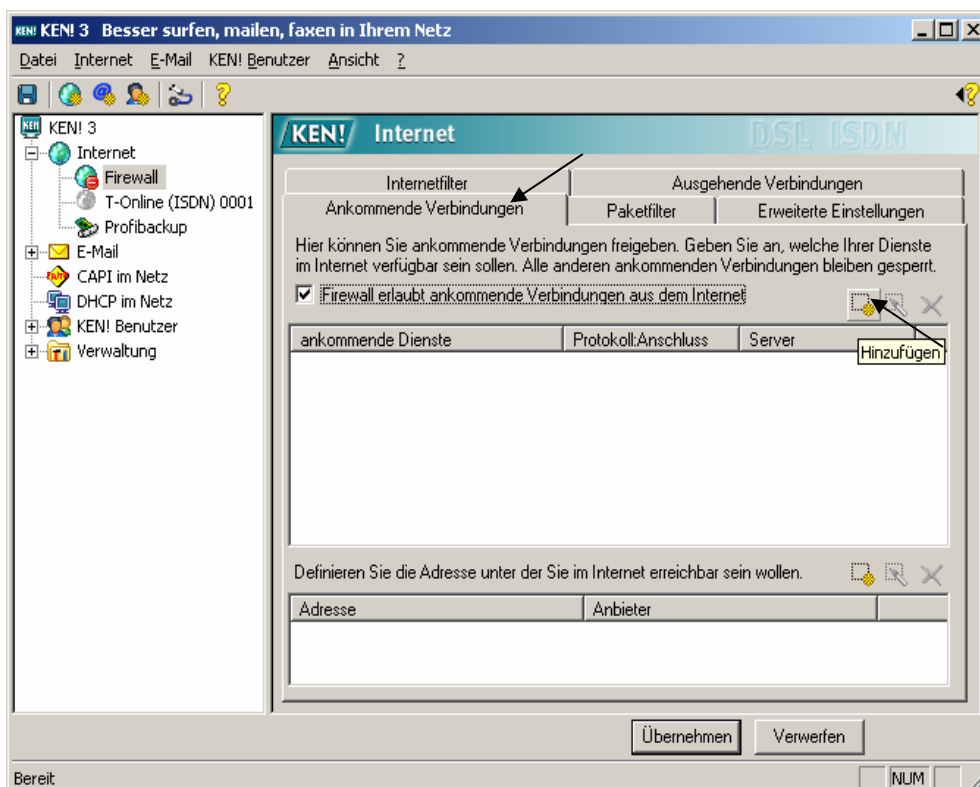 KEN! KEN! 3 Besser surfen, mailen, faxen in Ihrem Netz
Datei Internet E-Mail KEN! Benutzer Ansicht ?
KEN! 3
Internet
Firewall
T-Online (ISDN) 0001
Profibackup
E-Mail
CAPI im Netz
DHCP im Netz
KEN! Benutzer
Verwaltung
KEN! Internet DSL ISDN
Internetfilter Ausgehende Verbindungen
Ankommende Verbindungen Paketfilter Erweiterte Einstellungen
Hier können Sie ankommende Verbindungen freigeben. Geben Sie an, welche Ihrer Dienste
im Internet verfügbar sein sollen. Alle anderen ankommenden Verbindungen bleiben gesperrt.
Firewall erlaubt ankommende Verbindungen aus dem Internet
ankommende Dienste Protokoll:Anschluss Server
Hinzufügen
Definieren Sie die Adresse unter der Sie im Internet erreichbar sein wollen.
Adresse Anbieter
Übernehmen Verwerfen
Bereit NUM